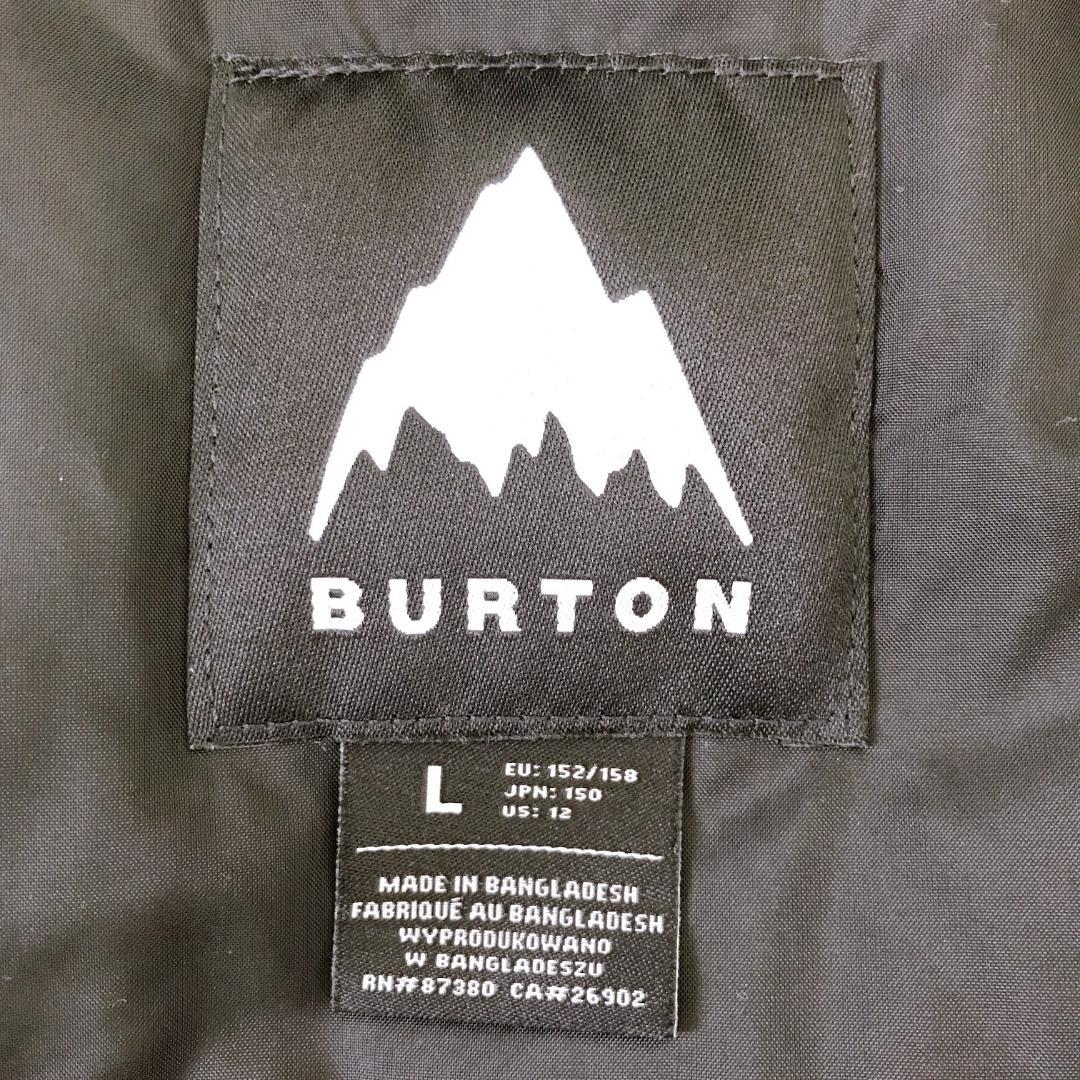 BURTON
L
EU: 152/158
JPN: 150
US: 12
MADE IN BANGLADESH
FABRIQUÉ AU BANGLADESH
WYPRODUKOWANO
W BANGLADESZU
RN#87380 CA#26902